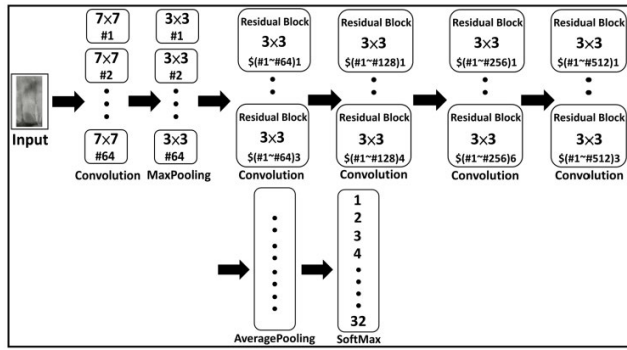 Input
7×7
#1
7×7
#2
7×7
#64
Convolution
3×3
#1
3×3
#2
3×3
#64
MaxPooling
Residual Block
3×3
$(#1~#64)1
Residual Block
3×3
$(#1~#64)3
Convolution
Residual Block
3×3
$(#1~#128)1
Residual Block
3×3
$(#1~#128)4
Convolution
Residual Block
3×3
$(#1~#256)1
Residual Block
3×3
$(#1~#256)6
Convolution
Residual Block
3×3
$(#1~#512)1
Residual Block
3×3
$(#1~#512)3
Convolution
AveragePooling
1
2
3
4
32
SoftMax